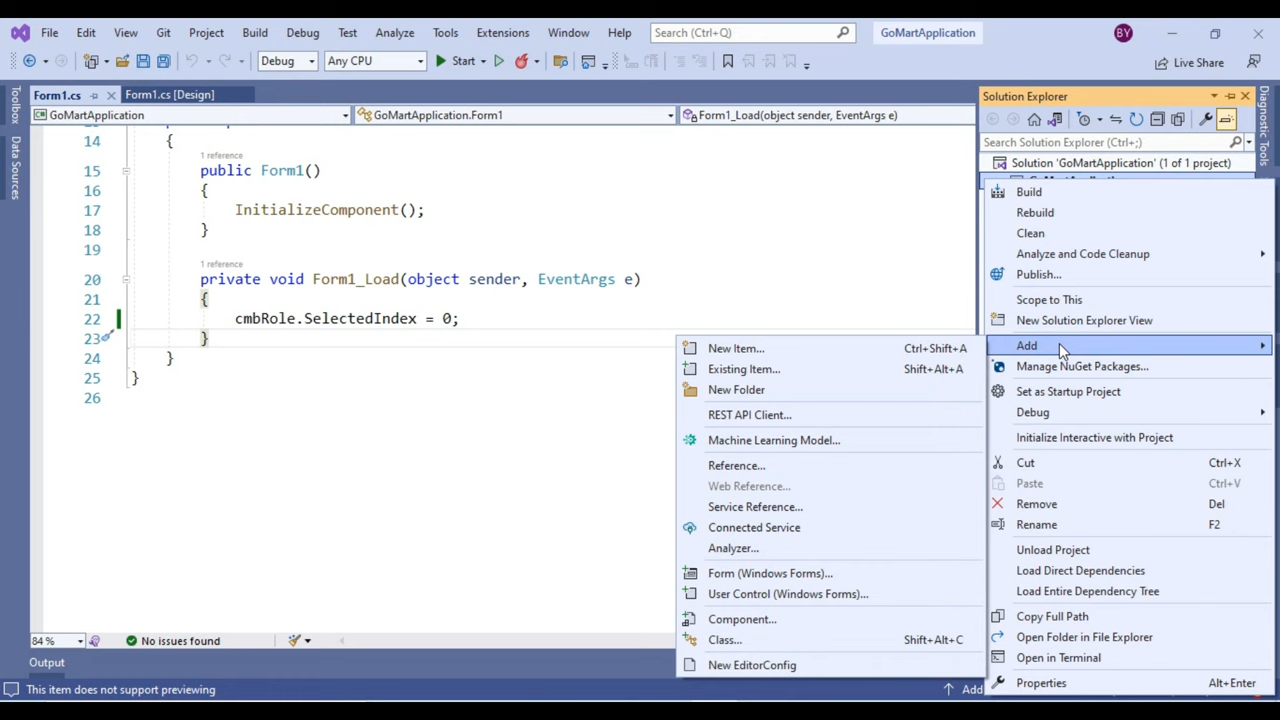 File Edit View Git Project Build Debug Test Analyze Tools Extensions Window Help Search (Ctrl+Q) GoMartApplication BY
Debug Any CPU Start Live Share
Form1.cs Form1.cs [Design]
GoMartApplication GoMartApplication.Form1 Form1_Load(object sender, EventArgs e)
14 {
1 reference
15 public Form1()
16 {
17 InitializeComponent();
18 }
19
1 reference
20 private void Form1_Load(object sender, EventArgs e)
21 {
22 cmbRole.SelectedIndex = 0;
23 }
24 }
25 }
26
84 % No issues found
Output
This item does not support previewing
Add
Toolbox
Data Sources
Solution Explorer
Search Solution Explorer (Ctrl+;)
Solution 'GoMartApplication' (1 of 1 project)
Diagnostic Tools
Build
Rebuild
Clean
Analyze and Code Cleanup
Publish...
Scope to This
New Solution Explorer View
Add
Manage NuGet Packages...
Set as Startup Project
Debug
Initialize Interactive with Project
Cut Ctrl+X
Paste Ctrl+V
Remove Del
Rename F2
Unload Project
Load Direct Dependencies
Load Entire Dependency Tree
Copy Full Path
Open Folder in File Explorer
Open in Terminal
Properties Alt+Enter
New Item... Ctrl+Shift+A
Existing Item... Shift+Alt+A
New Folder
REST API Client...
Machine Learning Model...
Reference...
Web Reference...
Service Reference...
Connected Service
Analyzer...
Form (Windows Forms)...
User Control (Windows Forms)...
Component...
Class... Shift+Alt+C
New EditorConfig